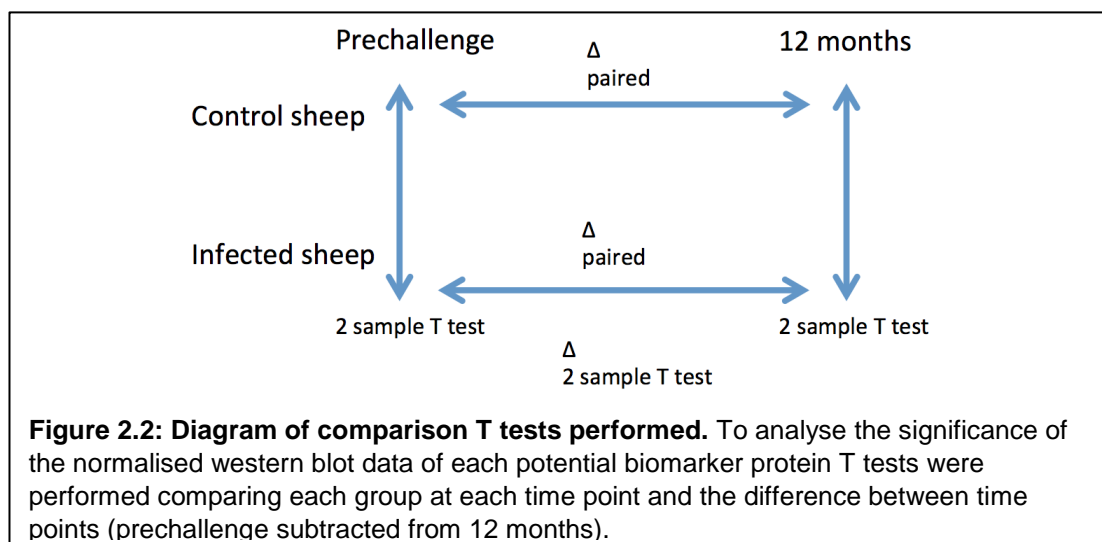 Prechallenge
12 months
Δ
paired
Control sheep
Δ
paired
Infected sheep
2 sample T test
2 sample T test
Δ
2 sample T test
Figure 2.2: Diagram of comparison T tests performed. To analyse the significance of
the normalised western blot data of each potential biomarker protein T tests were
performed comparing each group at each time point and the difference between time
points (prechallenge subtracted from 12 months).